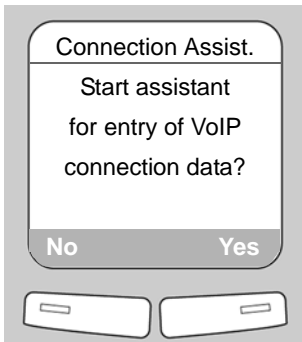 Connection Assist.
Start assistant
for entry of VoIP
connection data?
No Yes